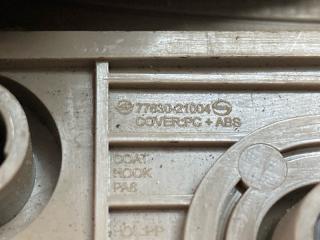 77630-21004
COVER:PC + ABS
COAT
HOOK
PA6